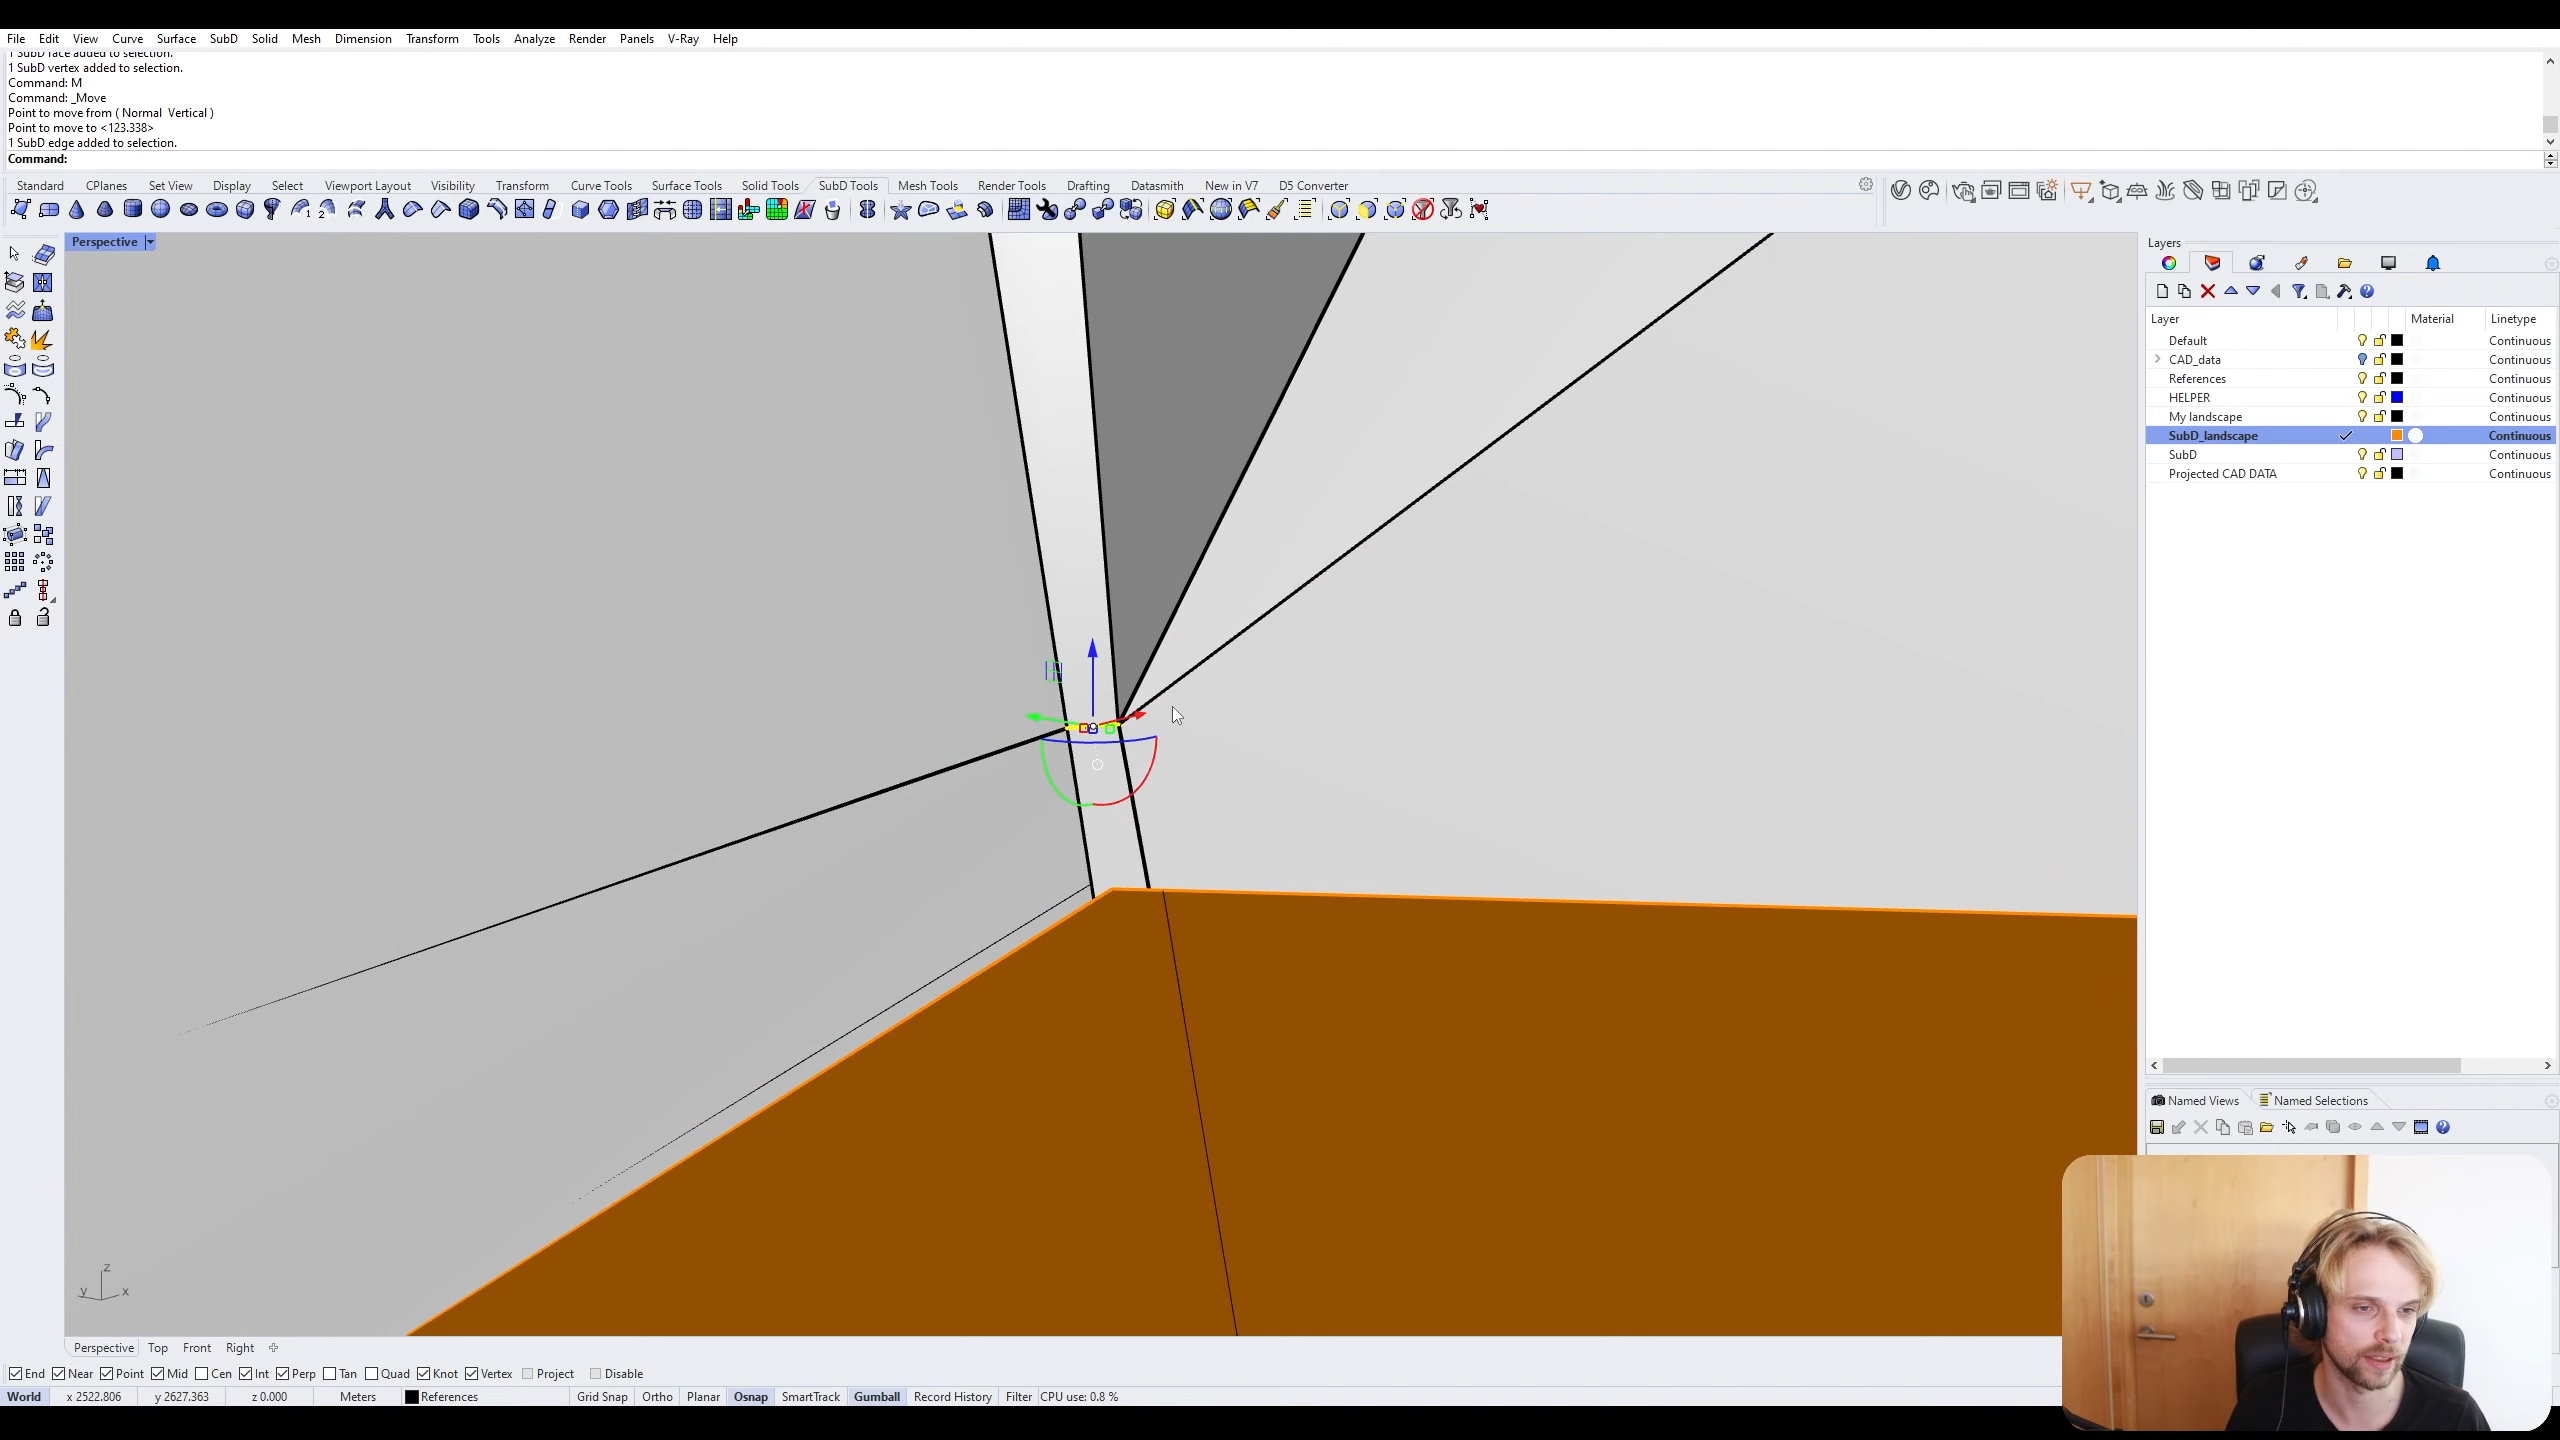 File Edit View Curve Surface SubD Solid Mesh Dimension Transform Tools Analyze Render Panels V-Ray Help
1 SubD face added to selection.
1 SubD vertex added to selection.
Command: M
Command: _Move
Point to move from ( Normal Vertical )
Point to move to <123.338>
1 SubD edge added to selection.
Command:
Standard CPlanes Set View Display Select Viewport Layout Visibility Transform Curve Tools Surface Tools Solid Tools SubD Tools Mesh Tools Render Tools Drafting Datasmith New in V7 D5 Converter
Perspective
Layers
Layer Material Linetype
Default Continuous
CAD_data Continuous
References Continuous
HELPER Continuous
My landscape Continuous
SubD_landscape Continuous
SubD Continuous
Projected CAD DATA Continuous
Named Views Named Selections
z
y x
Perspective Top Front Right
End Near Point Mid Cen Int Perp Tan Quad Knot Vertex Project Disable
World x 2522.806 y 2627.363 z 0.000 Meters References Grid Snap Ortho Planar Osnap SmartTrack Gumball Record History Filter CPU use: 0.8 %